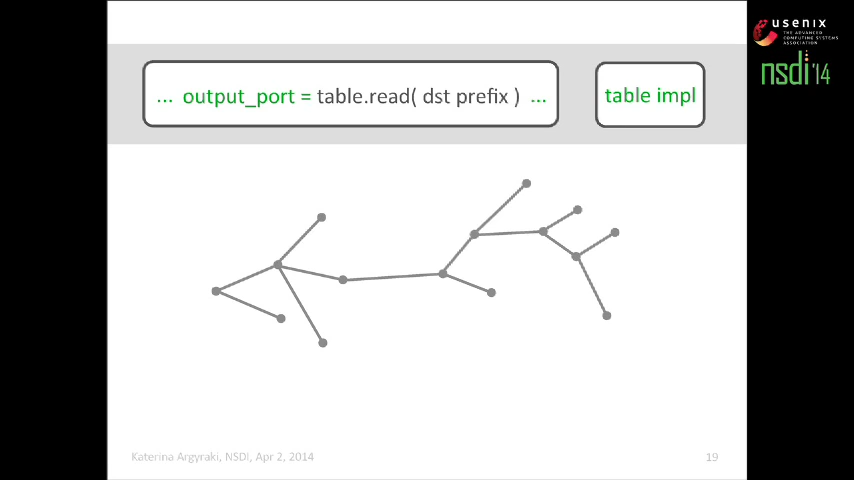 usenix
THE ADVANCED
COMPUTING SYSTEMS
ASSOCIATION
nsdi '14
... output_port = table.read( dst prefix ) ...
table impl
Katerina Argyraki, NSDI, Apr 2, 2014
19